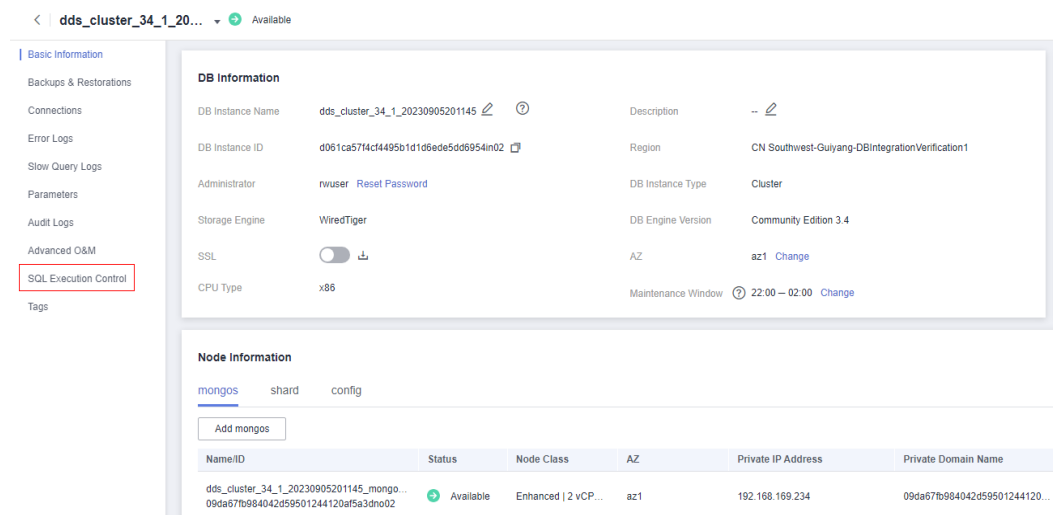 dds_cluster_34_1_20... Available
Basic Information
Backups & Restorations
Connections
Error Logs
Slow Query Logs
Parameters
Audit Logs
Advanced O&M
SQL Execution Control
Tags
DB Information
DB Instance Name dds_cluster_34_1_20230905201145
Description --
DB Instance ID d061ca57f4cf4495b1d1d6ede5dd6954in02
Region CN Southwest-Guiyang-DBIntegrationVerification1
Administrator rwuser Reset Password
DB Instance Type Cluster
Storage Engine WiredTiger
DB Engine Version Community Edition 3.4
SSL
AZ az1 Change
CPU Type x86
Maintenance Window 22:00 – 02:00 Change
Node Information
mongos shard config
Add mongos
Name/ID Status Node Class AZ Private IP Address Private Domain Name
dds_cluster_34_1_20230905201145_mongo...
09da67fb984042d59501244120af5a3dno02
Available Enhanced | 2 vCP... az1 192.168.169.234 09da67fb984042d59501244120...